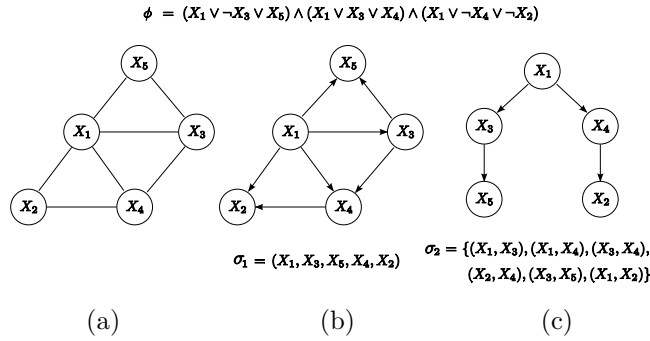 ϕ = (X₁ ∨ ¬X₃ ∨ X₅) ∧ (X₁ ∨ X₃ ∨ X₄) ∧ (X₁ ∨ ¬X₄ ∨ ¬X₂)
X₅
X₁
X₃
X₂
X₄
(a)
X₅
X₁
X₃
X₂
X₄
σ₁ = (X₁, X₃, X₅, X₄, X₂)
(b)
X₁
X₃
X₄
X₅
X₂
σ₂ = {(X₁, X₃), (X₁, X₄), (X₃, X₄),
(X₂, X₄), (X₃, X₅), (X₁, X₂)}
(c)